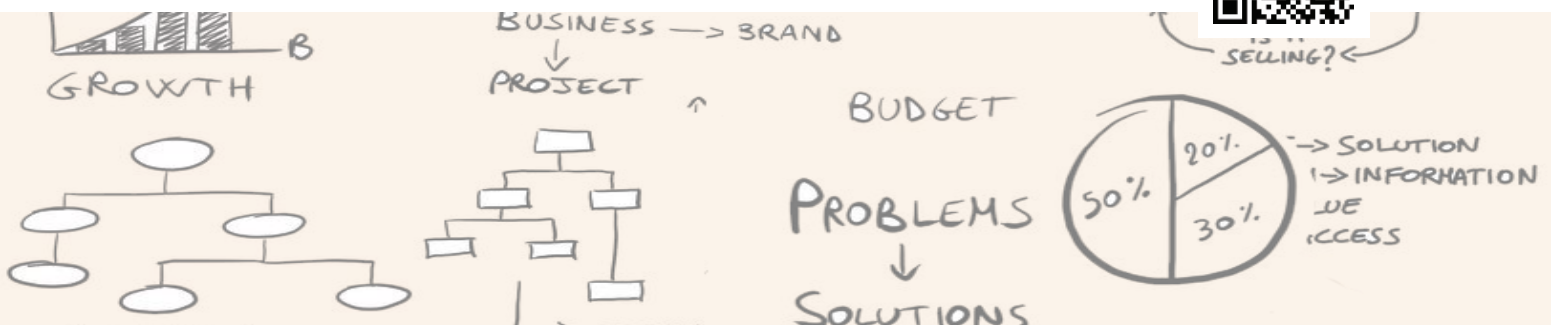 BUSINESS -> BRAND
B
GROWTH
PROJECT
SELLING?
BUDGET
50%
20%
30%
-> SOLUTION
-> INFORMATION
PROBLEMS
SOLUTIONS